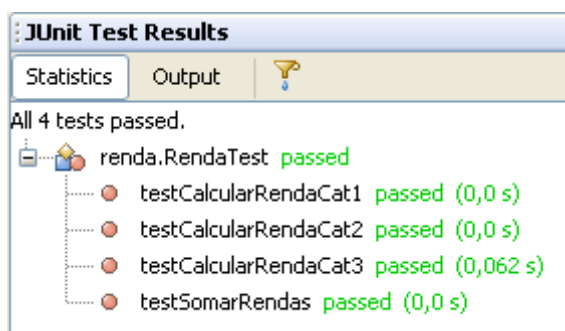 JUnit Test Results
Statistics Output
All 4 tests passed.
renda.RendaTest passed
testCalcularRendaCat1 passed (0,0 s)
testCalcularRendaCat2 passed (0,0 s)
testCalcularRendaCat3 passed (0,062 s)
testSomarRendas passed (0,0 s)